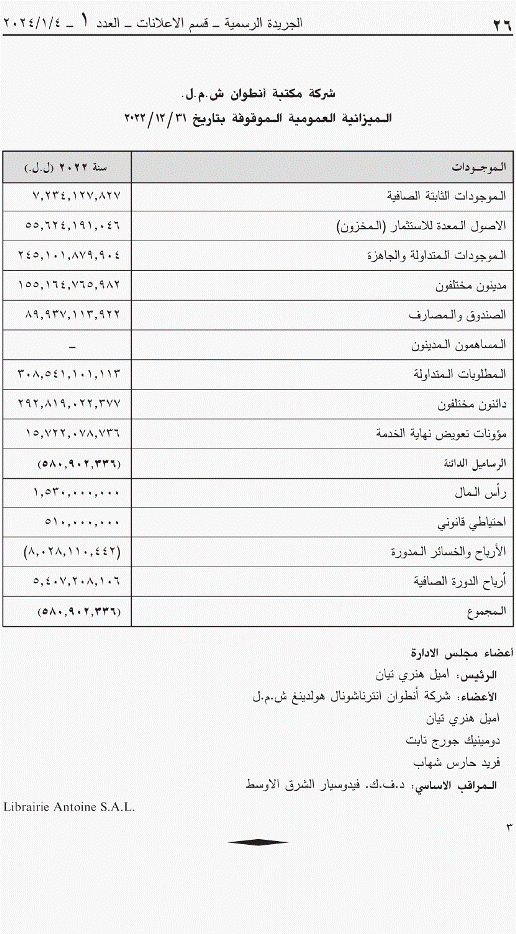 ٢٦ الجريدة الرسمية ــ قسم الاعلانات ــ العدد ١ ــ ٢٠٢٤/١/٤
شركة مكتبة أنطوان ش.م.ل.
الميزانية العمومية الموقوفة بتاريخ ٢٠٢٢/١٢/٣١
الموجودات سنة ٢٠٢٢ (ل.ل.)
الموجودات الثابتة الصافية ٧,٢٣٤,١٢٧,٨٢٧
الاصول المعدة للاستثمار (المخزون) ٥٥,٦٢٤,١٩١,٠٤٦
الموجودات المتداولة والجاهزة ٢٤٥,١٠١,٨٧٩,٩٠٤
مدينون مختلفون ١٥٥,١٦٤,٧٦٥,٩٨٢
الصندوق والمصارف ٨٩,٩٣٧,١١٣,٩٢٢
المساهمون المدينون –
المطلوبات المتداولة ٣٠٨,٥٤١,١٠١,١١٣
دائنون مختلفون ٢٩٢,٨١٩,٠٢٢,٣٧٧
مؤونات تعويض نهاية الخدمة ١٥,٧٢٢,٠٧٨,٧٣٦
الرساميل الدائنة (٥٨٠,٩٠٢,٣٣٦)
رأس المال ١,٥٣٠,٠٠٠,٠٠٠
احتياطي قانوني ٥١٠,٠٠٠,٠٠٠
الأرباح والخسائر المدورة (٨,٠٢٨,١١٠,٤٤٢)
أرباح الدورة الصافية ٥,٤٠٧,٢٠٨,١٠٦
المجموع (٥٨٠,٩٠٢,٣٣٦)
أعضاء مجلس الادارة
الرئيس: اميل هنري تيان
الأعضاء: شركة أنطوان انترناشونال هولدينغ ش.م.ل
اميل هنري تيان
دومينيك جورج تابت
فريد حارس شهاب
المراقب الاساسي: د.ف.ك. فيدوسيار الشرق الاوسط
Librairie Antoine S.A.L.
٣